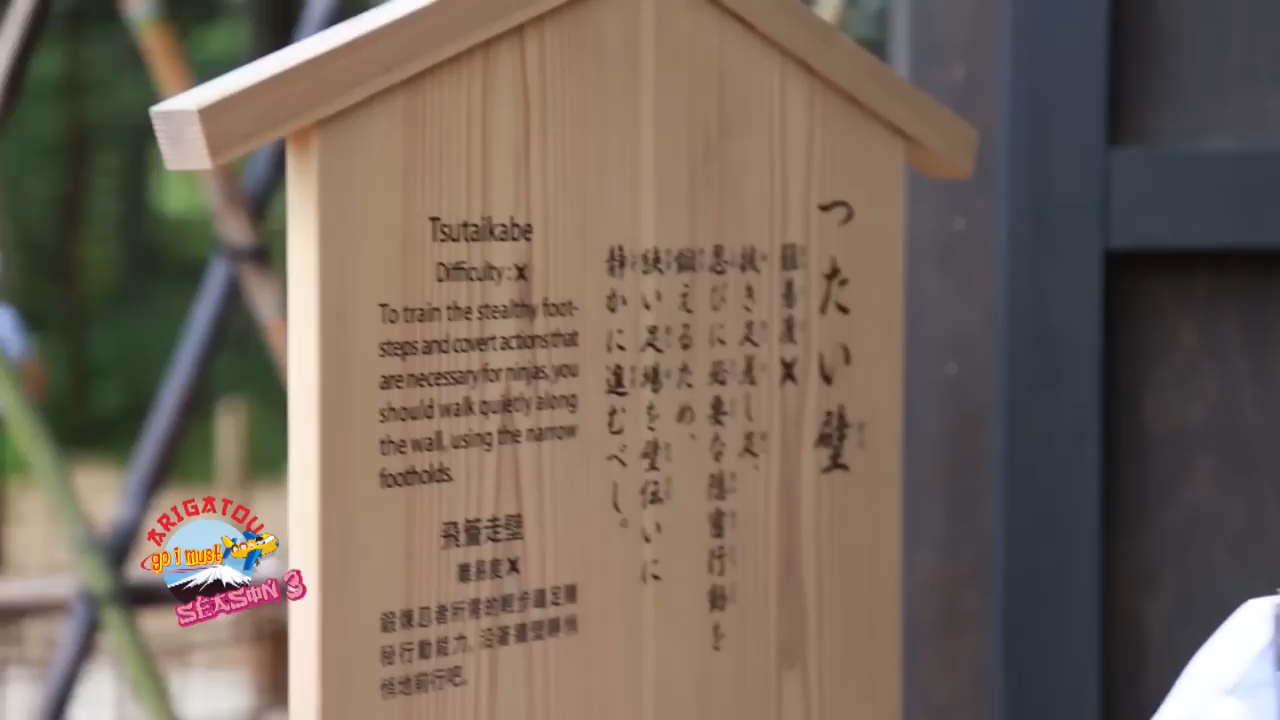 つたい壁
難易度✖
抜き足差し足、
忍びに必要な隠密行動を
鍛えるため、
狭い足場を壁伝いに
静かに進むべし。
Tsutaikabe
Difficulty:✖
To train the stealthy foot-
steps and covert actions that
are necessary for ninjas, you
should walk quietly along
the wall, using the narrow
footholds.
飛簷走壁
難易度✖
鍛煉忍者所需的輕步躡足隱
秘行動能力，沿著牆壁靜悄
悄地前行吧。
ARIGATOU
go i must
SEASON 3